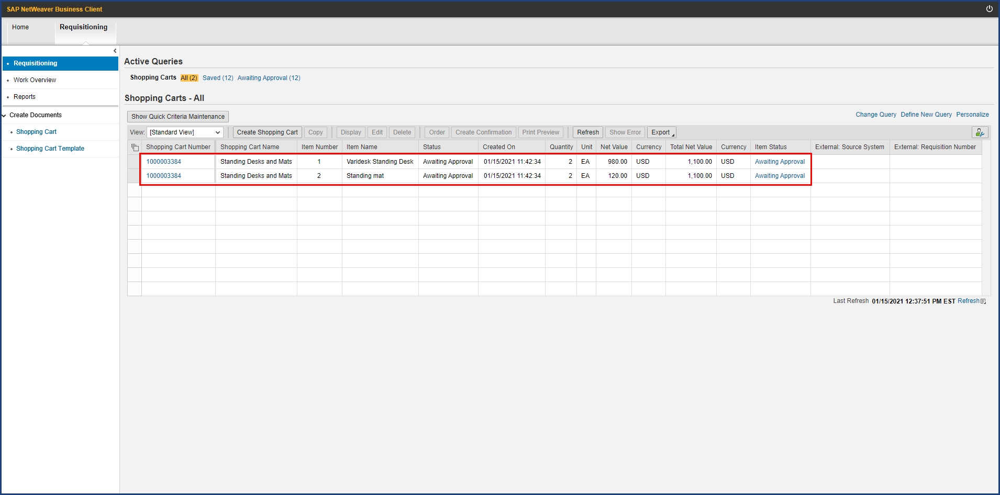 SAP NetWeaver Business Client
Home Requisitioning
Requisitioning
Work Overview
Reports
Create Documents
Shopping Cart
Shopping Cart Template
Active Queries
Shopping Carts All (2) Saved (12) Awaiting Approval (12)
Shopping Carts - All
Show Quick Criteria Maintenance Change Query Define New Query Personalize
View: [Standard View] Create Shopping Cart Copy Display Edit Delete Order Create Confirmation Print Preview Refresh Show Error Export
Shopping Cart Number Shopping Cart Name Item Number Item Name Status Created On Quantity Unit Net Value Currency Total Net Value Currency Item Status External: Source System External: Requisition Number
1000003384 Standing Desks and Mats 1 Varidesk Standing Desk Awaiting Approval 01/15/2021 11:42:34 2 EA 980.00 USD 1,100.00 USD Awaiting Approval
1000003384 Standing Desks and Mats 2 Standing mat Awaiting Approval 01/15/2021 11:42:34 2 EA 120.00 USD 1,100.00 USD Awaiting Approval
Last Refresh 01/15/2021 12:37:51 PM EST Refresh